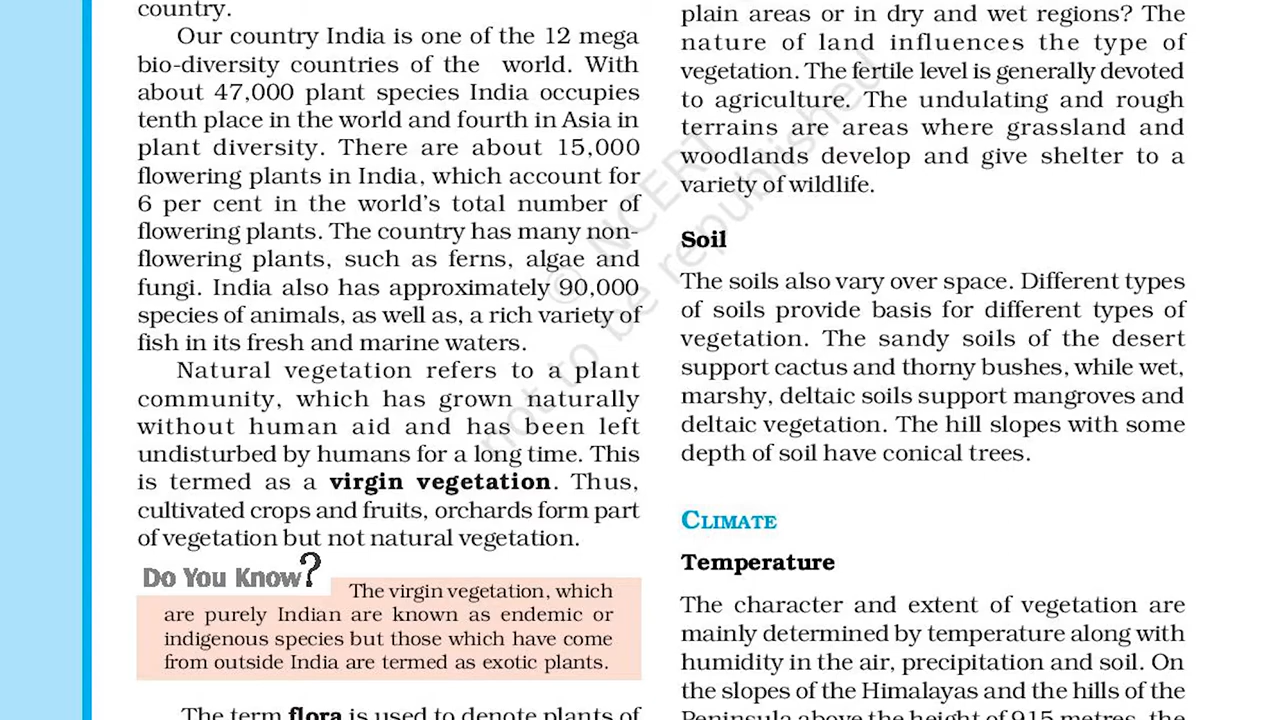 country.
Our country India is one of the 12 mega
bio-diversity countries of the world. With
about 47,000 plant species India occupies
tenth place in the world and fourth in Asia in
plant diversity. There are about 15,000
flowering plants in India, which account for
6 per cent in the world's total number of
flowering plants. The country has many non-
flowering plants, such as ferns, algae and
fungi. India also has approximately 90,000
species of animals, as well as, a rich variety of
fish in its fresh and marine waters.
Natural vegetation refers to a plant
community, which has grown naturally
without human aid and has been left
undisturbed by humans for a long time. This
is termed as a virgin vegetation. Thus,
cultivated crops and fruits, orchards form part
of vegetation but not natural vegetation.
Do You Know?
The virgin vegetation, which
are purely Indian are known as endemic or
indigenous species but those which have come
from outside India are termed as exotic plants.
The term flora is used to denote plants of
plain areas or in dry and wet regions? The
nature of land influences the type of
vegetation. The fertile level is generally devoted
to agriculture. The undulating and rough
terrains are areas where grassland and
woodlands develop and give shelter to a
variety of wildlife.
Soil
The soils also vary over space. Different types
of soils provide basis for different types of
vegetation. The sandy soils of the desert
support cactus and thorny bushes, while wet,
marshy, deltaic soils support mangroves and
deltaic vegetation. The hill slopes with some
depth of soil have conical trees.
CLIMATE
Temperature
The character and extent of vegetation are
mainly determined by temperature along with
humidity in the air, precipitation and soil. On
the slopes of the Himalayas and the hills of the
Peninsula above the height of 915 metres, the
© NCERT
not to be republished